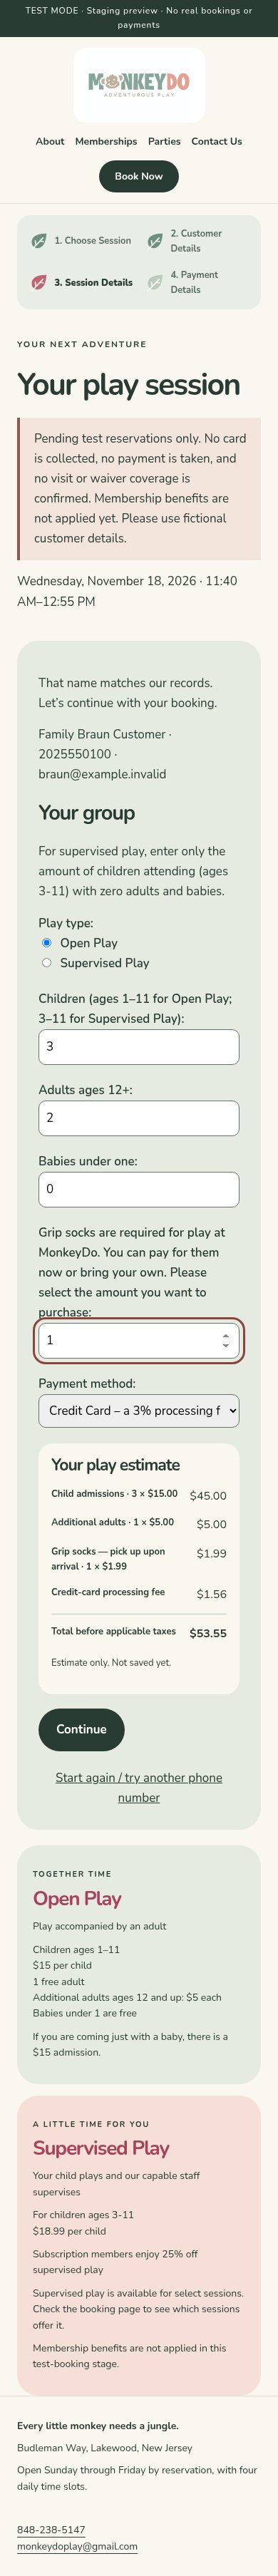 TEST MODE · Staging preview · No real bookings or
payments
MONKEYDO
ADVENTUROUS PLAY
About Memberships Parties Contact Us
Book Now
1. Choose Session
2. Customer
Details
3. Session Details
4. Payment
Details
YOUR NEXT ADVENTURE
Your play session
Pending test reservations only. No card
is collected, no payment is taken, and
no visit or waiver coverage is
confirmed. Membership benefits are
not applied yet. Please use fictional
customer details.
Wednesday, November 18, 2026 · 11:40
AM–12:55 PM
That name matches our records.
Let’s continue with your booking.
Family Braun Customer ·
2025550100 ·
braun@example.invalid
Your group
For supervised play, enter only the
amount of children attending (ages
3-11) with zero adults and babies.
Play type:
Open Play
Supervised Play
Children (ages 1–11 for Open Play;
3–11 for Supervised Play):
3
Adults ages 12+:
2
Babies under one:
0
Grip socks are required for play at
MonkeyDo. You can pay for them
now or bring your own. Please
select the amount you want to
purchase:
1
Payment method:
Credit Card – a 3% processing f
Your play estimate
Child admissions · 3 × $15.00 $45.00
Additional adults · 1 × $5.00 $5.00
Grip socks — pick up upon
arrival · 1 × $1.99 $1.99
Credit-card processing fee $1.56
Total before applicable taxes $53.55
Estimate only. Not saved yet.
Continue
Start again / try another phone
number
TOGETHER TIME
Open Play
Play accompanied by an adult
Children ages 1–11
$15 per child
1 free adult
Additional adults ages 12 and up: $5 each
Babies under 1 are free
If you are coming just with a baby, there is a
$15 admission.
A LITTLE TIME FOR YOU
Supervised Play
Your child plays and our capable staff
supervises
For children ages 3-11
$18.99 per child
Subscription members enjoy 25% off
supervised play
Supervised play is available for select sessions.
Check the booking page to see which sessions
offer it.
Membership benefits are not applied in this
test-booking stage.
Every little monkey needs a jungle.
Budleman Way, Lakewood, New Jersey
Open Sunday through Friday by reservation, with four
daily time slots.
848-238-5147
monkeydoplay@gmail.com